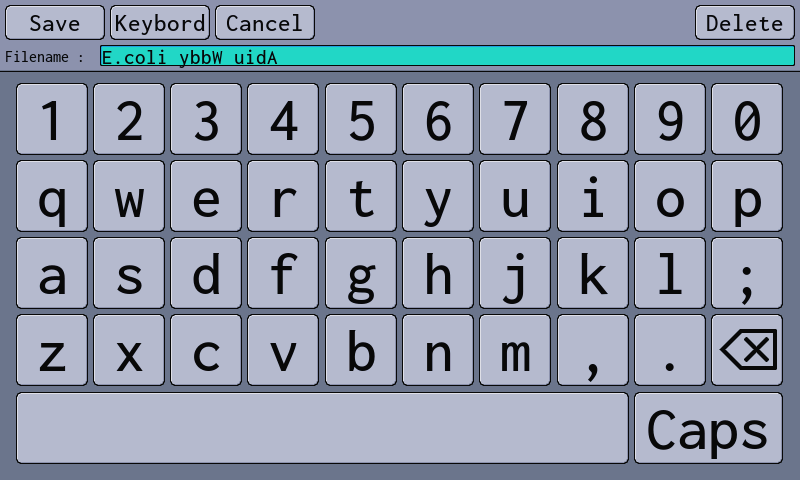 Save Keybord Cancel Delete
Filename : E.coli ybbW uidA
1 2 3 4 5 6 7 8 9 0
q w e r t y u i o p
a s d f g h j k l ;
z x c v b n m , .
Caps